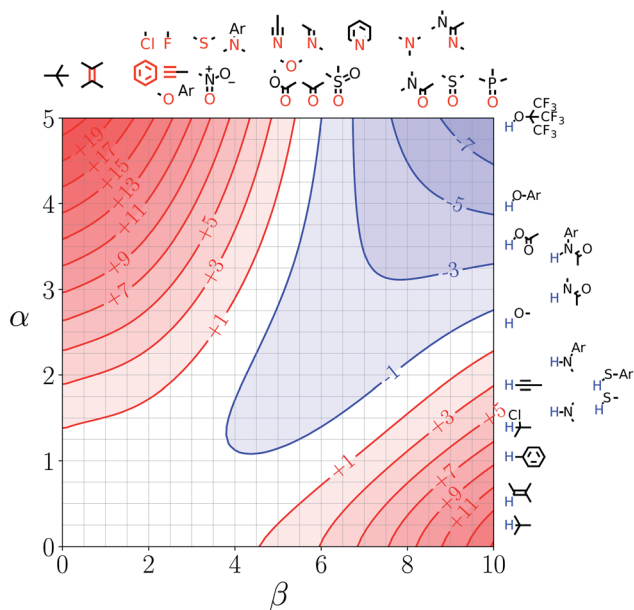 Ar
N
Cl F S N N N N N N
O
N+ O− O O O N S P
O Ar O O O S O O O O
5 CF3
+19 -7 H O CF3
+17 CF3
+15
+13 -5 H O-Ar
4
+11
+5 H O O Ar N O H
+9 +3 -3
3 +7 N O H
+1 H O-
α
Ar
H-N
2 -1 H S-Ar H
S-
+5 Cl H-N H
+3 H
1 +1 H
+7
+9 H
+11 H
0
0 2 4 6 8 10
β